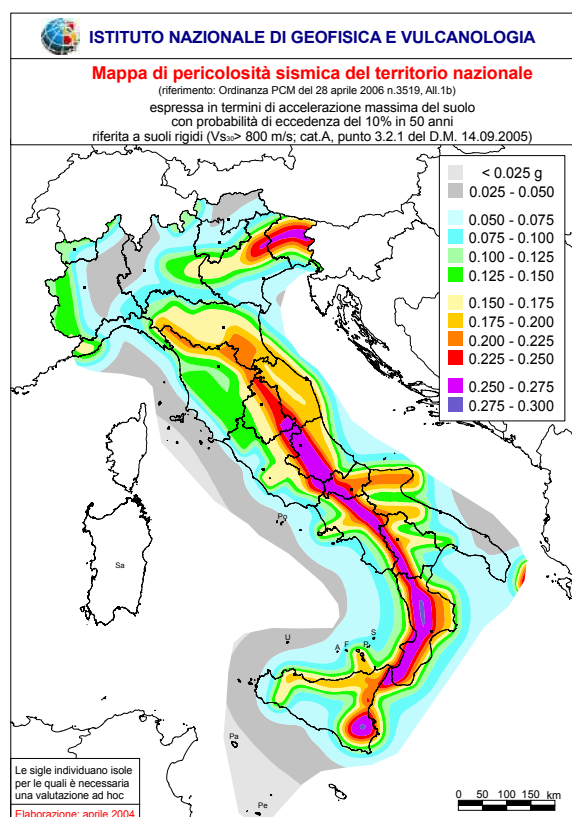 ISTITUTO NAZIONALE DI GEOFISICA E VULCANOLOGIA
Mappa di pericolosità sismica del territorio nazionale
(riferimento: Ordinanza PCM del 28 aprile 2006 n.3519, All.1b)
espressa in termini di accelerazione massima del suolo
con probabilità di eccedenza del 10% in 50 anni
riferita a suoli rigidi (Vs30> 800 m/s; cat.A, punto 3.2.1 del D.M. 14.09.2005)
< 0.025 g
0.025 - 0.050
0.050 - 0.075
0.075 - 0.100
0.100 - 0.125
0.125 - 0.150
0.150 - 0.175
0.175 - 0.200
0.200 - 0.225
0.225 - 0.250
0.250 - 0.275
0.275 - 0.300
Po
Sa
U
S
A
F
P
Pa
Pe
Le sigle individuano isole
per le quali è necessaria
una valutazione ad hoc
Elaborazione: aprile 2004
0 50 100 150 km